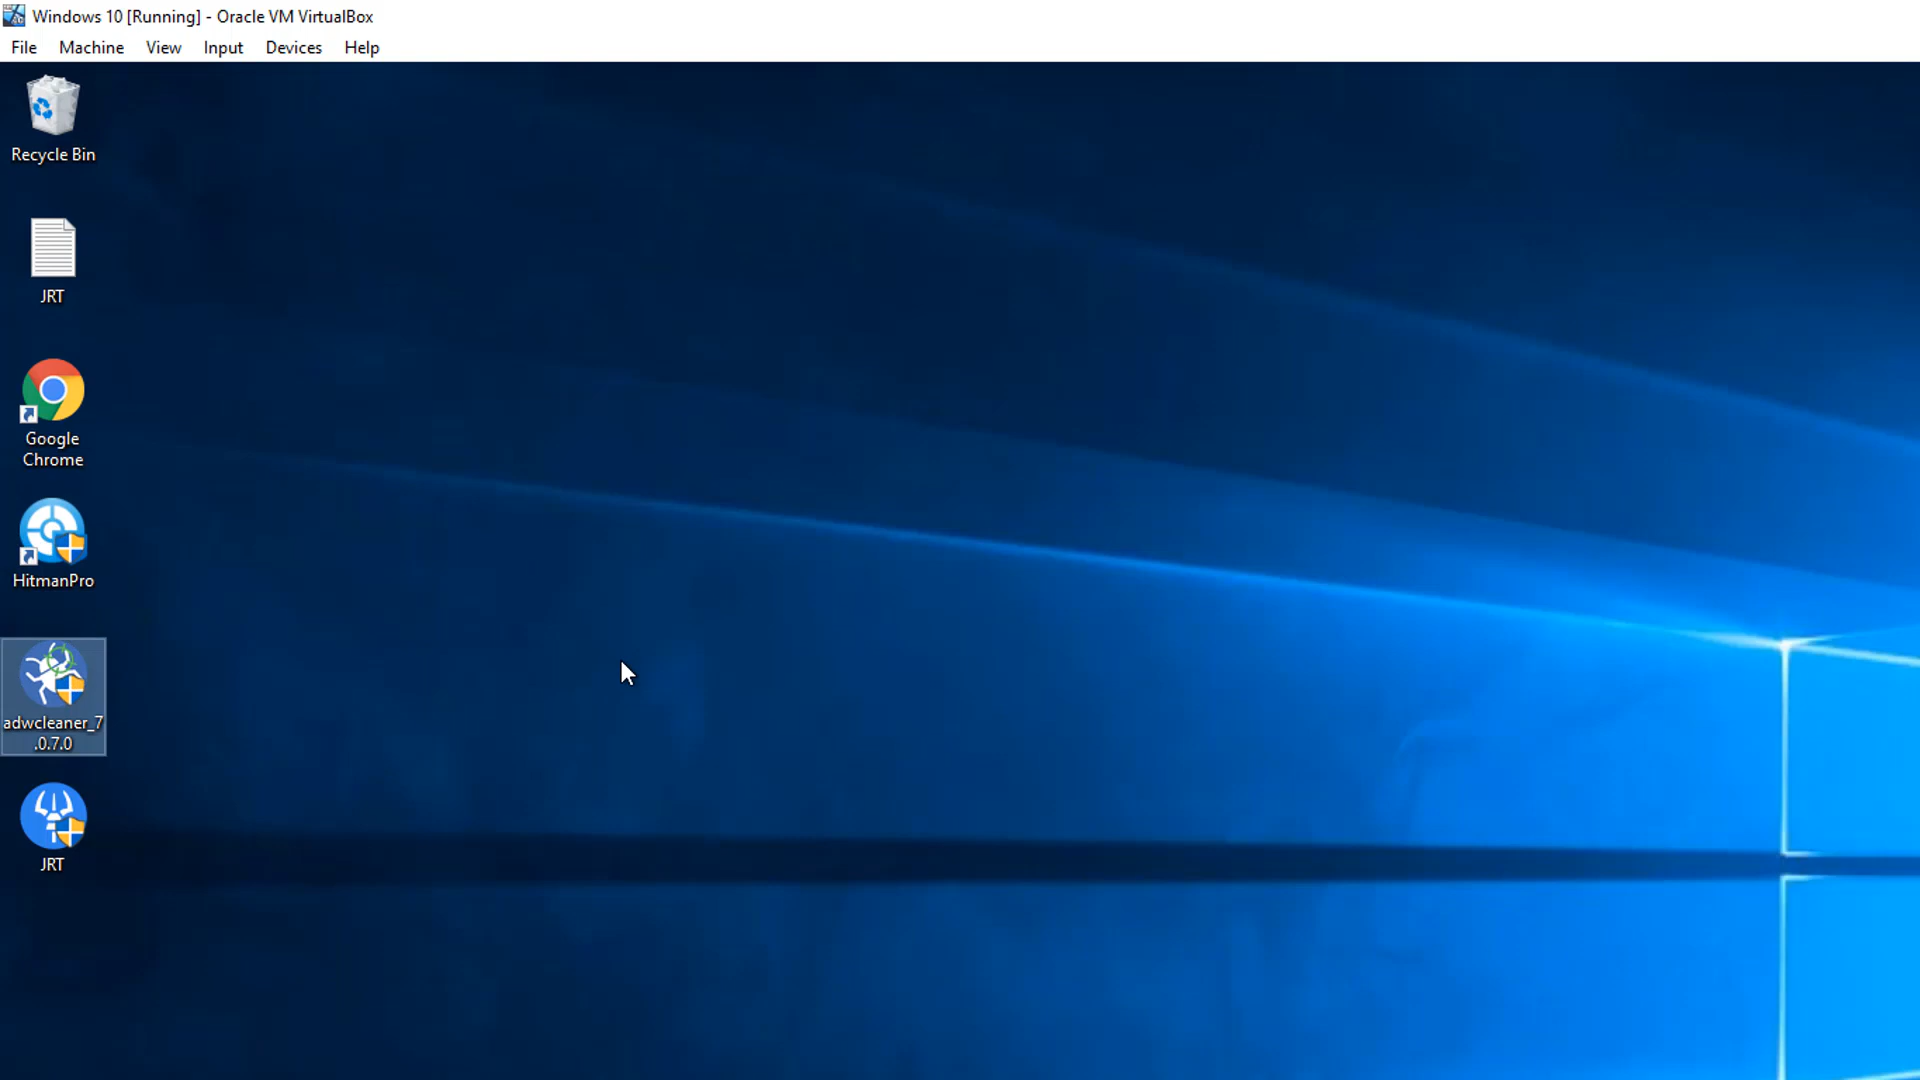 Windows 10 [Running] - Oracle VM VirtualBox
File Machine View Input Devices Help
Recycle Bin
JRT
Google
Chrome
HitmanPro
adwcleaner_7
.0.7.0
JRT